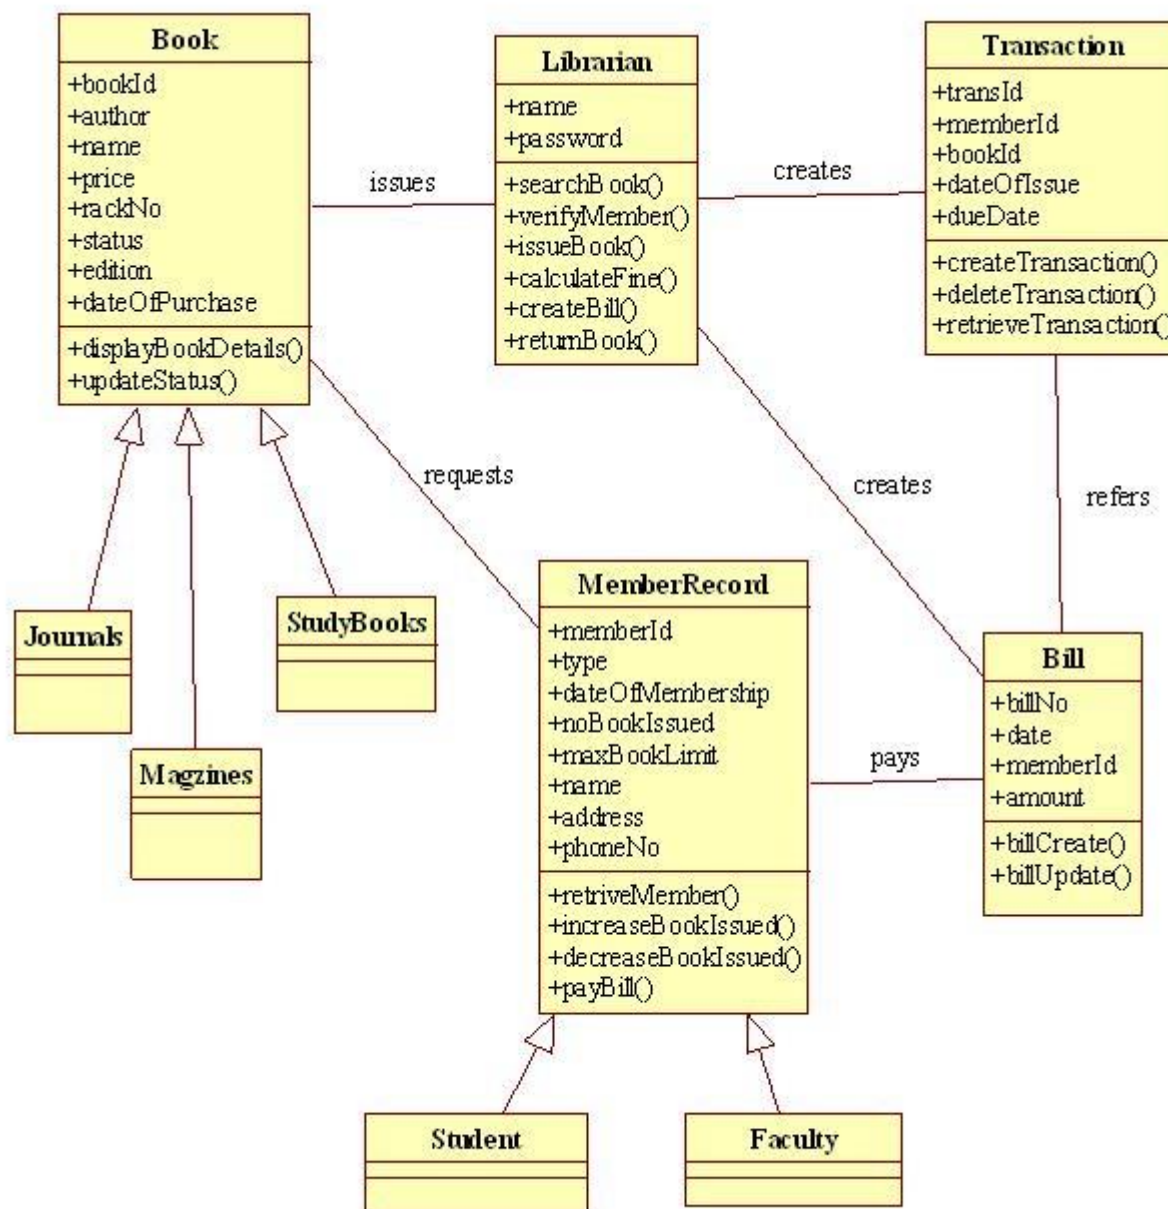 Book
+bookId
+author
+name
+price
+rackNo
+status
+edition
+dateOfPurchase
+displayBookDetails()
+updateStatus()
issues
Librarian
+name
+password
+searchBook()
+verifyMember()
+issueBook()
+calculateFine()
+createBill()
+returnBook()
creates
Transaction
+transId
+memberId
+bookId
+dateOfIssue
+dueDate
+createTransaction()
+deleteTransaction()
+retrieveTransaction()
requests
creates
refers
Journals
StudyBooks
Magzines
MemberRecord
+memberId
+type
+dateOfMembership
+noBookIssued
+maxBookLimit
+name
+address
+phoneNo
+retriveMember()
+increaseBookIssued()
+decreaseBookIssued()
+payBill()
pays
Bill
+billNo
+date
+memberId
+amount
+billCreate()
+billUpdate()
Student
Faculty